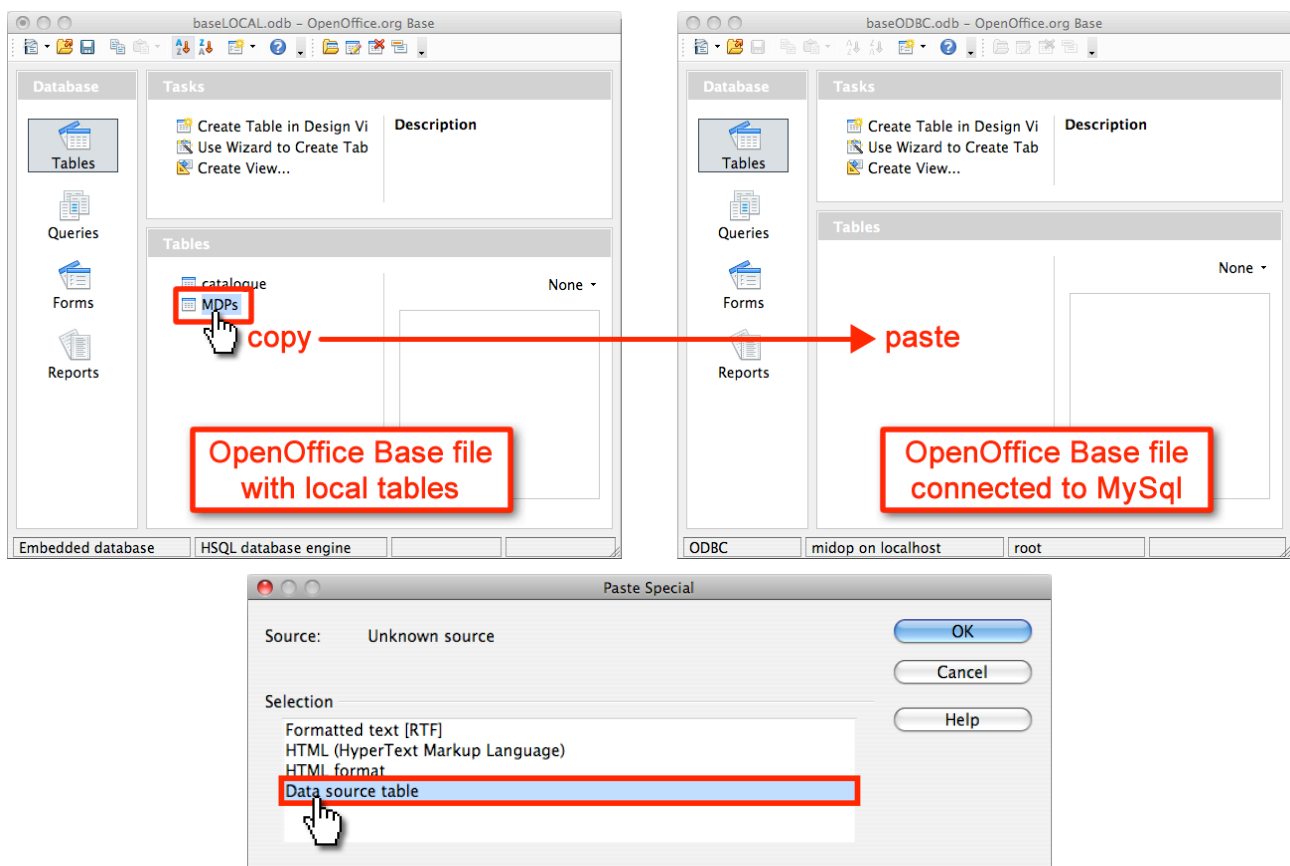 baseLOCAL.odb – OpenOffice.org Base
Database
Tasks
Tables
Queries
Forms
Reports
Create Table in Design Vi
Use Wizard to Create Tab
Create View...
Description
Tables
catalogue
MDPs
None
copy
OpenOffice Base file
with local tables
Embedded database
HSQL database engine
baseODBC.odb – OpenOffice.org Base
Database
Tasks
Tables
Queries
Forms
Reports
Create Table in Design Vi
Use Wizard to Create Tab
Create View...
Description
Tables
None
paste
OpenOffice Base file
connected to MySql
ODBC
midop on localhost
root
Paste Special
Source: Unknown source
OK
Cancel
Help
Selection
Formatted text [RTF]
HTML (HyperText Markup Language)
HTML format
Data source table